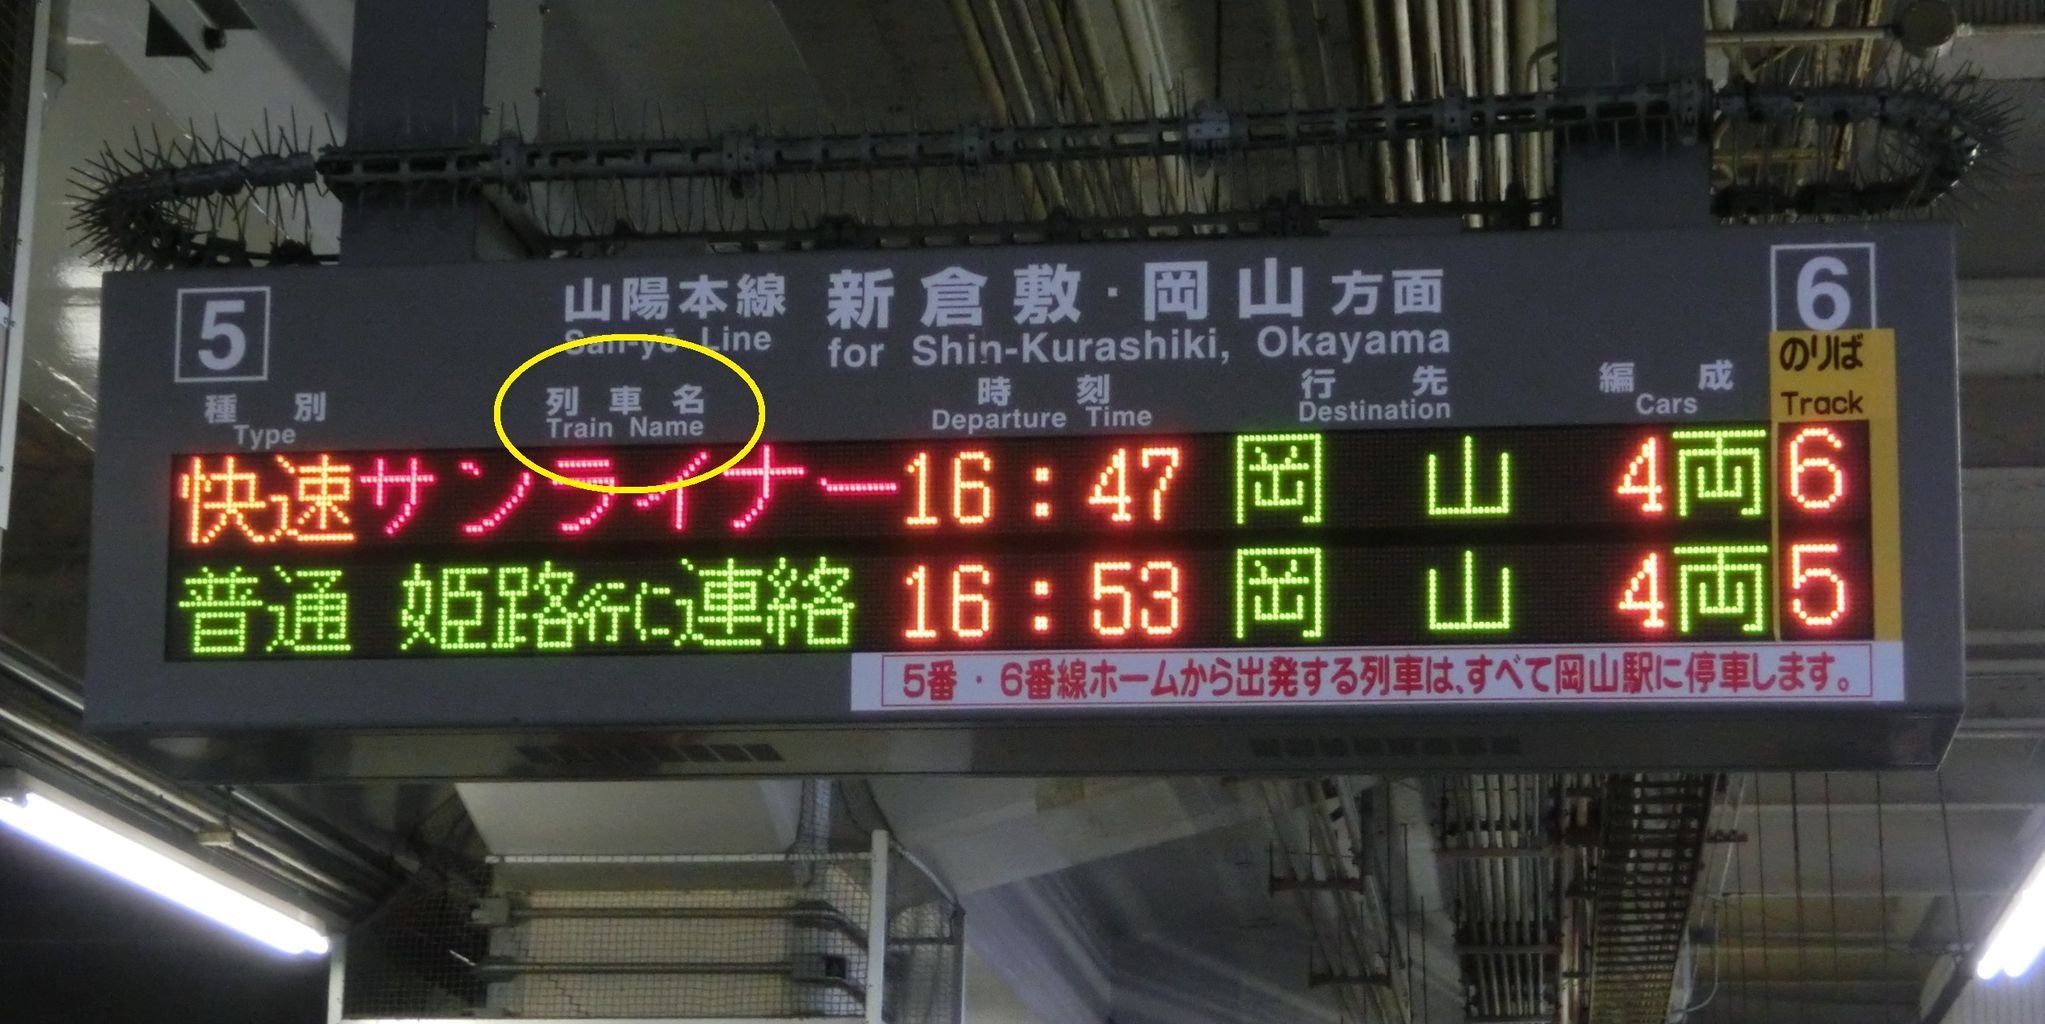 5 山陽本線 新倉敷・岡山方面 6
San-yō Line for Shin-Kurashiki, Okayama
のりば
種別 列車名 時刻 行先 編成
Type Train Name Departure Time Destination Cars Track
快速 サンライナー 16:47 岡山 4両 6
普通 姫路行に連絡 16:53 岡山 4両 5
5番・6番線ホームから出発する列車は、すべて岡山駅に停車します。